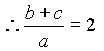 ∴ (b + c)/a = 2